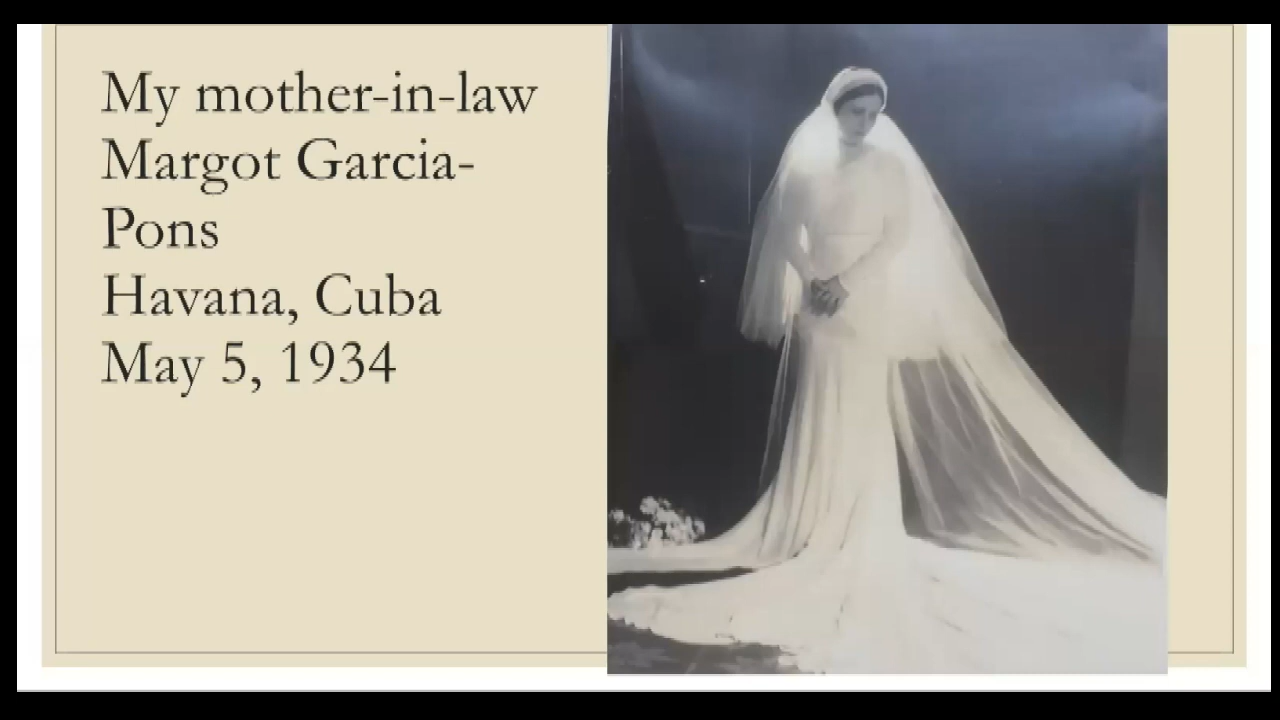 My mother-in-law
Margot Garcia-
Pons
Havana, Cuba
May 5, 1934